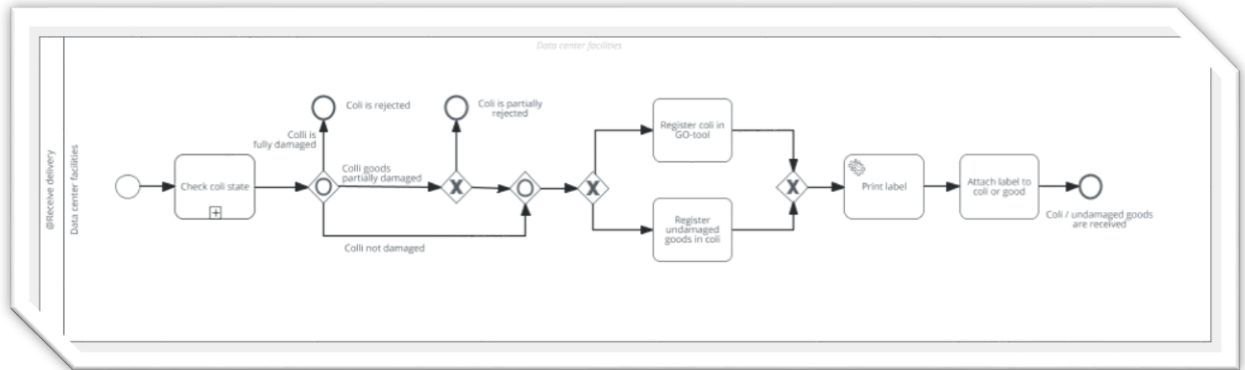 Data center facilities
@Receive delivery
Data center facilities
Check coli state
Colli is
fully damaged
Coli is rejected
Colli goods
partially damaged
Colli not damaged
X
Coli is partially
rejected
X
Register coli in
GO-tool
Register
undamaged
goods in coli
X
Print label
Attach label to
coli or good
Coli / undamaged goods
are received